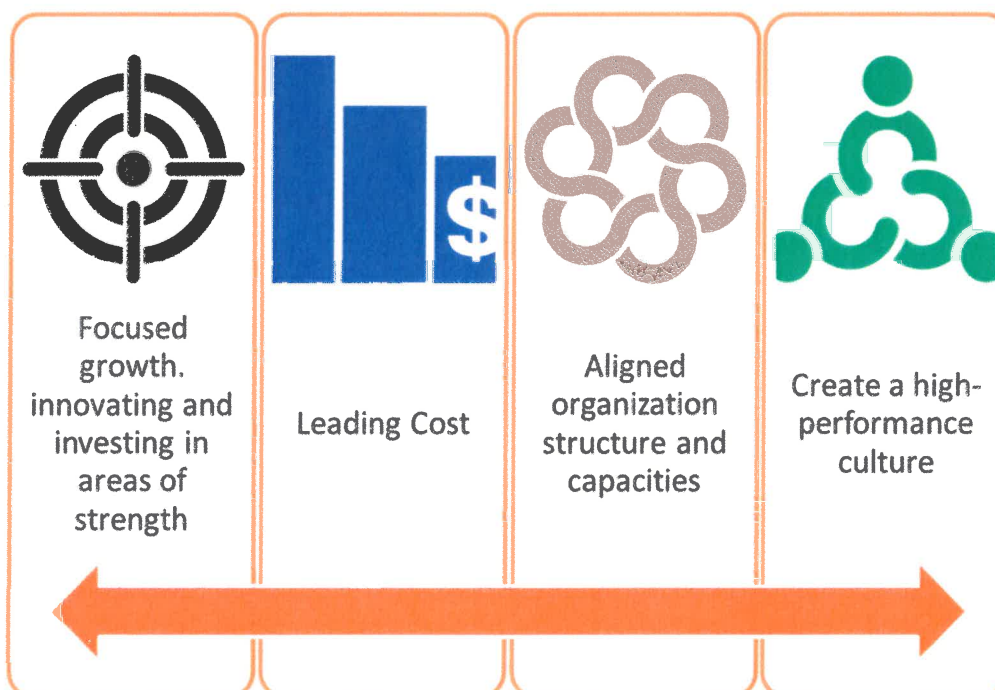 Focused
growth.
innovating and
investing in
areas of
strength
$
Leading Cost
Aligned
organization
structure and
capacities
Create a high-
performance
culture